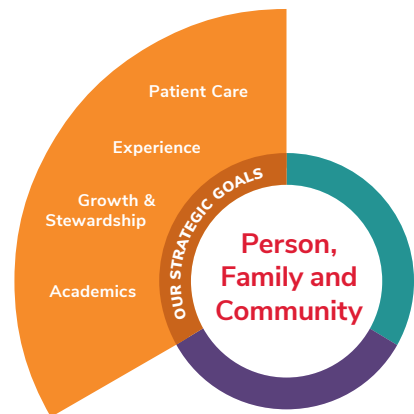 Patient Care
Experience
Growth &
Stewardship
Academics
OUR STRATEGIC GOALS
Person,
Family and
Community